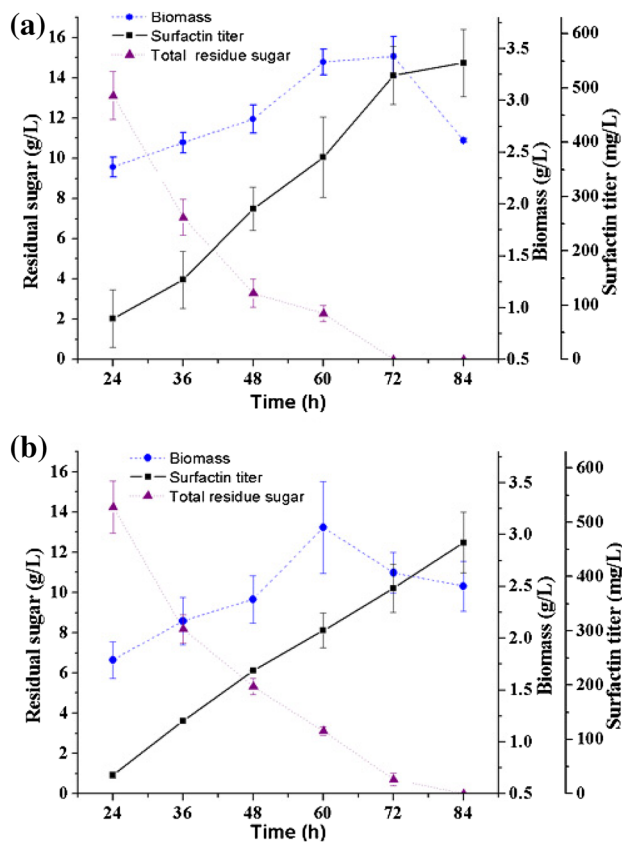 (a)
Biomass
Surfactin titer
Total residue sugar
16
14
12
10
8
6
4
2
0
Residual sugar (g/L)
3.5
3.0
2.5
2.0
1.5
1.0
0.5
Biomass (g/L)
600
500
400
300
200
100
0
Surfactin titer (mg/L)
24 36 48 60 72 84
Time (h)
(b)
Biomass
Surfactin titer
Total residue sugar
16
14
12
10
8
6
4
2
0
Residual sugar (g/L)
3.5
3.0
2.5
2.0
1.5
1.0
0.5
Biomass (g/L)
600
500
400
300
200
100
0
Surfactin titer (mg/L)
24 36 48 60 72 84
Time (h)